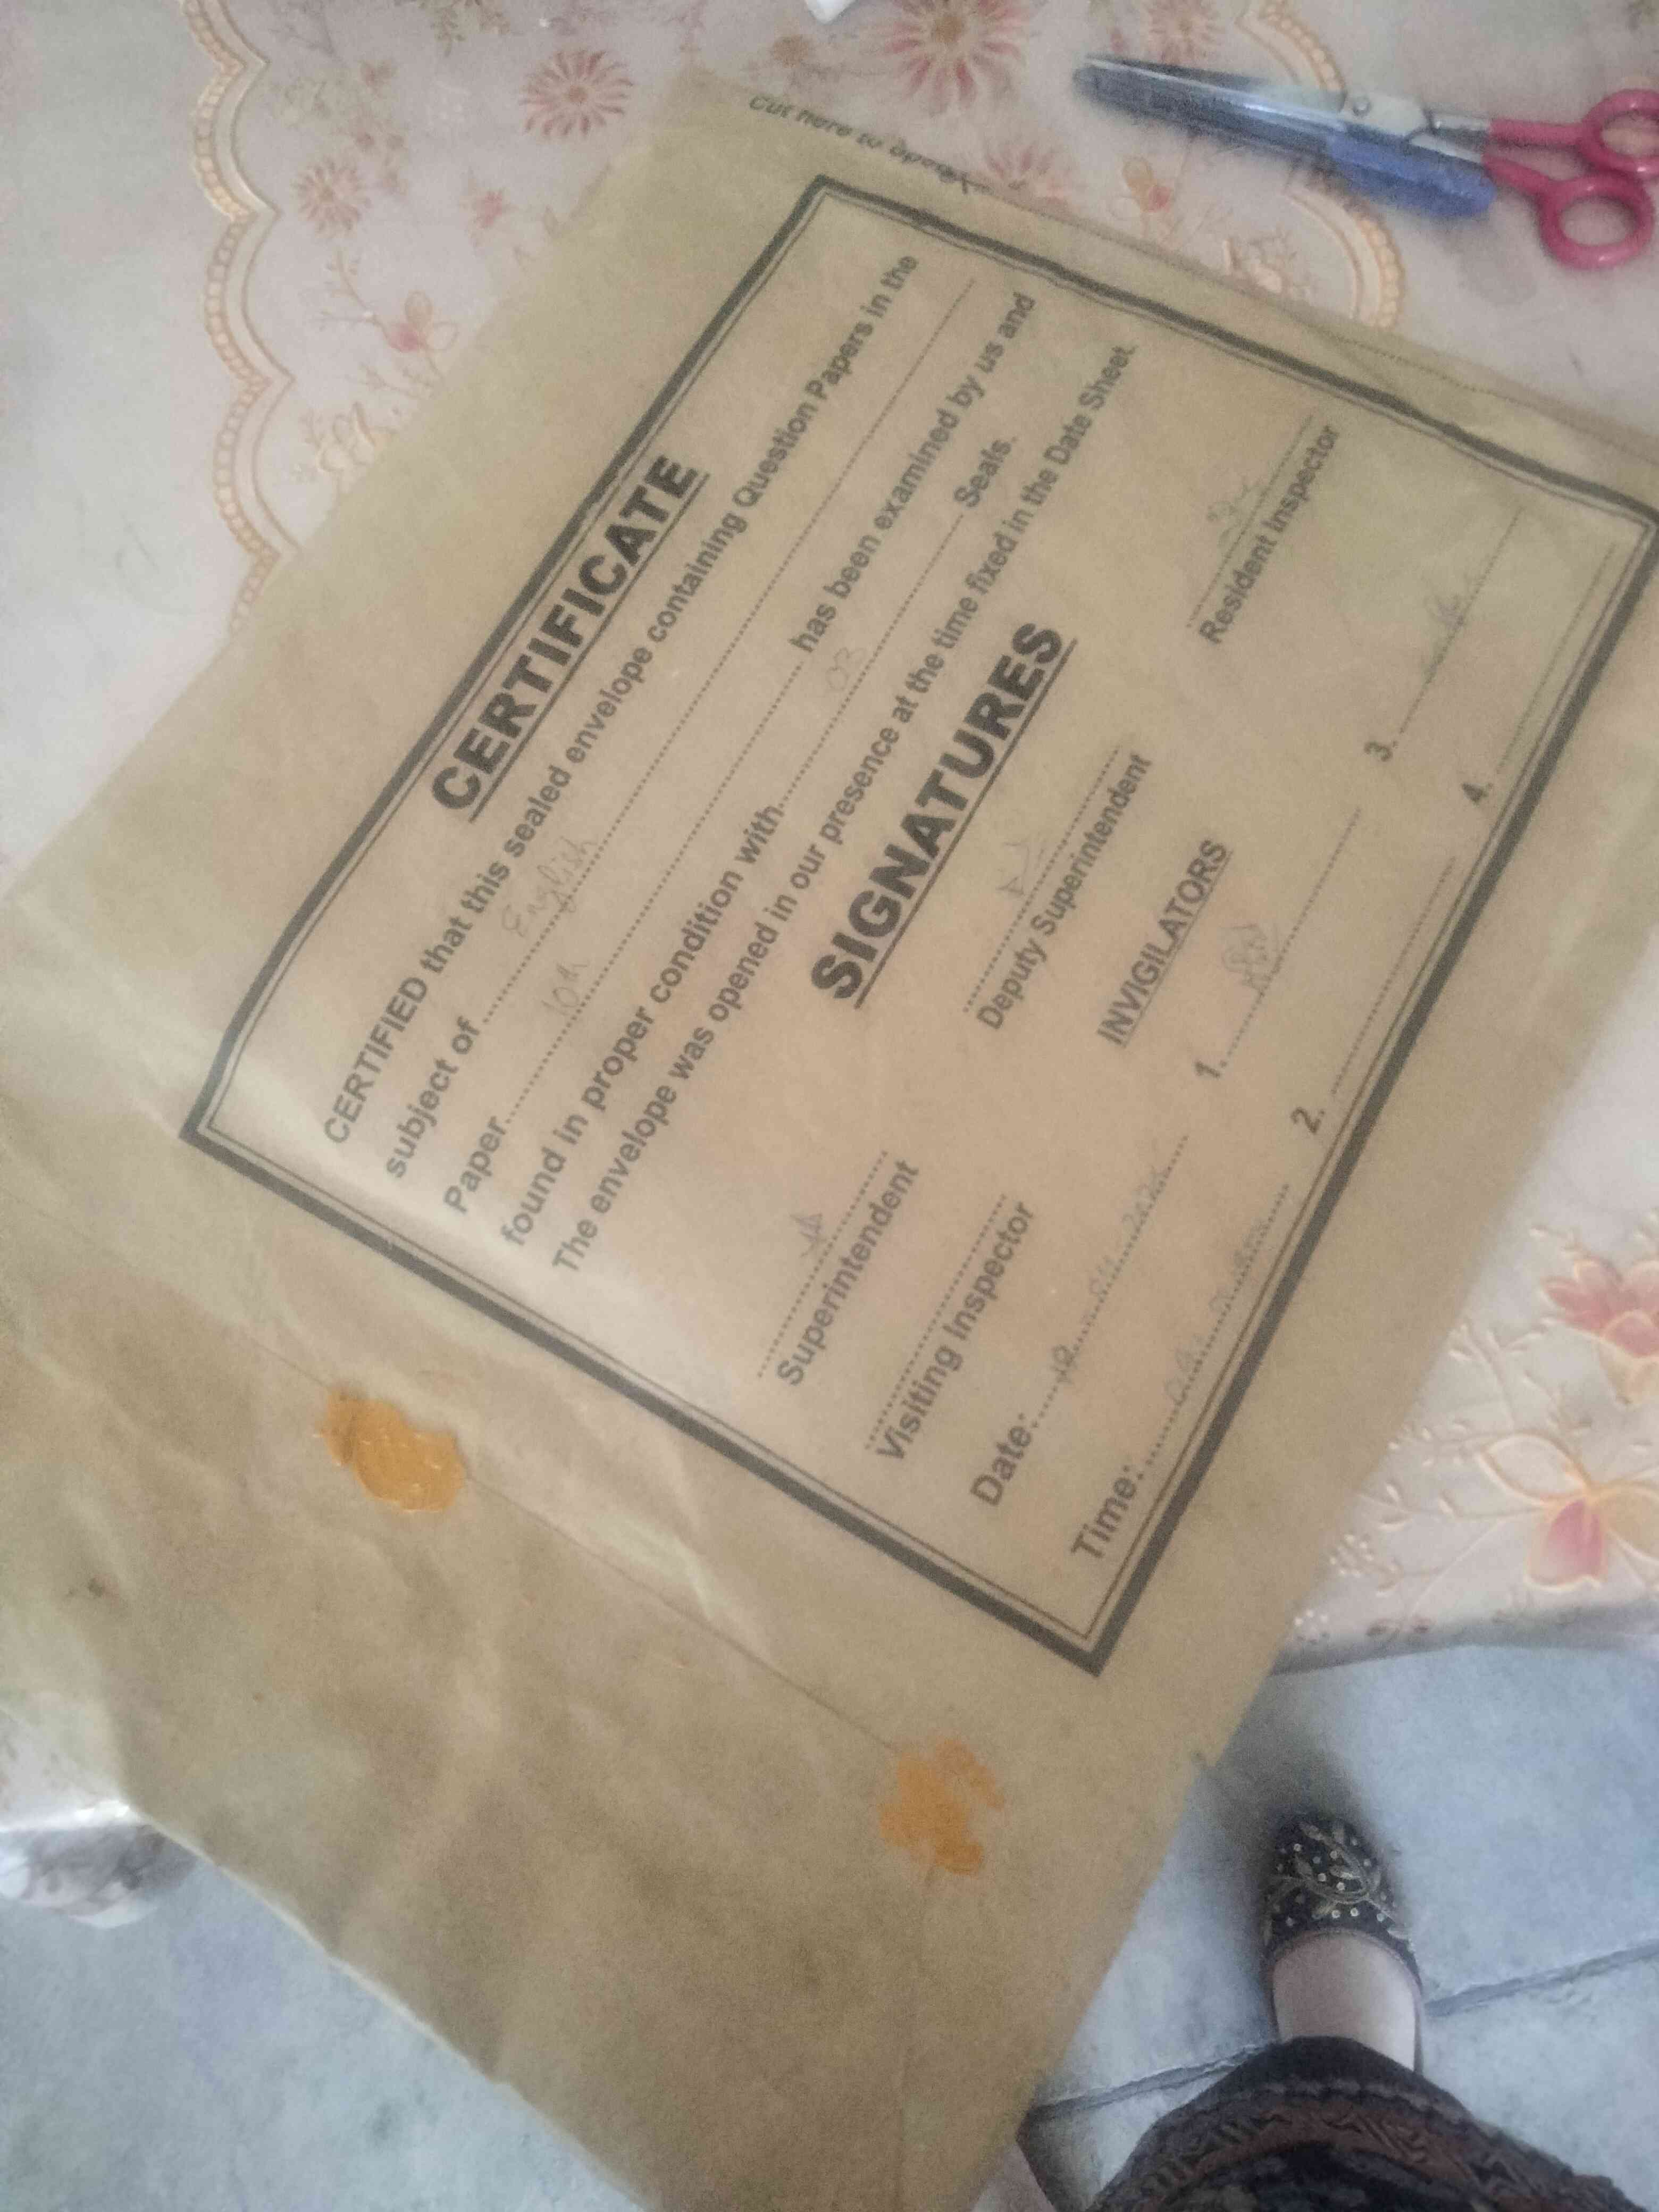 Cut here to open
CERTIFICATE
CERTIFIED that this sealed envelope containing Question Papers in the
subject of English
Paper 10th has been examined by us and
found in proper condition with 03 Seals.
The envelope was opened in our presence at the time fixed in the Date Sheet.
SIGNATURES
Superintendent Deputy Superintendent Resident Inspector
Visiting Inspector INVIGILATORS
Date: 1. 3.
Time: 2. 4.